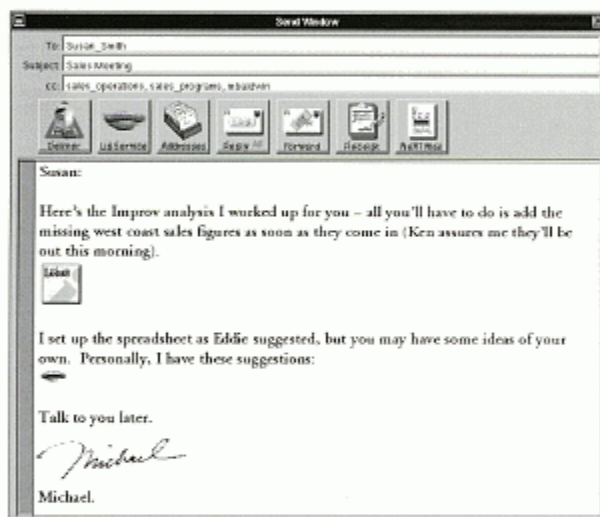 Send Window
To: Susan_Smith
Subject: Sales Meeting
cc: sales_operations, sales_programs, mbaldwin
Deliver Lip Service Addresses Reply All Forward Receipt NeXTMail
Susan:
Here's the Improv analysis I worked up for you – all you'll have to do is add the
missing west coast sales figures as soon as they come in (Ken assures me they'll be
out this morning).
I set up the spreadsheet as Eddie suggested, but you may have some ideas of your
own. Personally, I have these suggestions:
Talk to you later.
Michael
Michael.